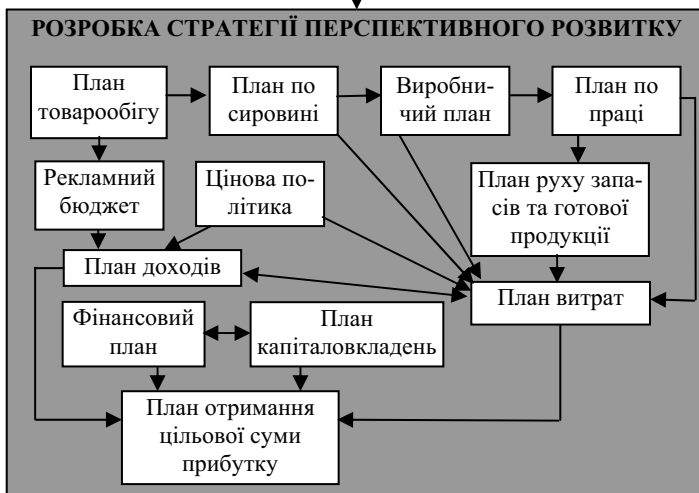 РОЗРОБКА СТРАТЕГІЇ ПЕРСПЕКТИВНОГО РОЗВИТКУ
План
товарообігу
План по
сировині
Виробни-
чий план
План по
праці
Рекламний
бюджет
Цінова по-
літика
План руху запа-
сів та готової
продукції
План доходів
План витрат
Фінансовий
план
План
капіталовкладень
План отримання
цільової суми
прибутку